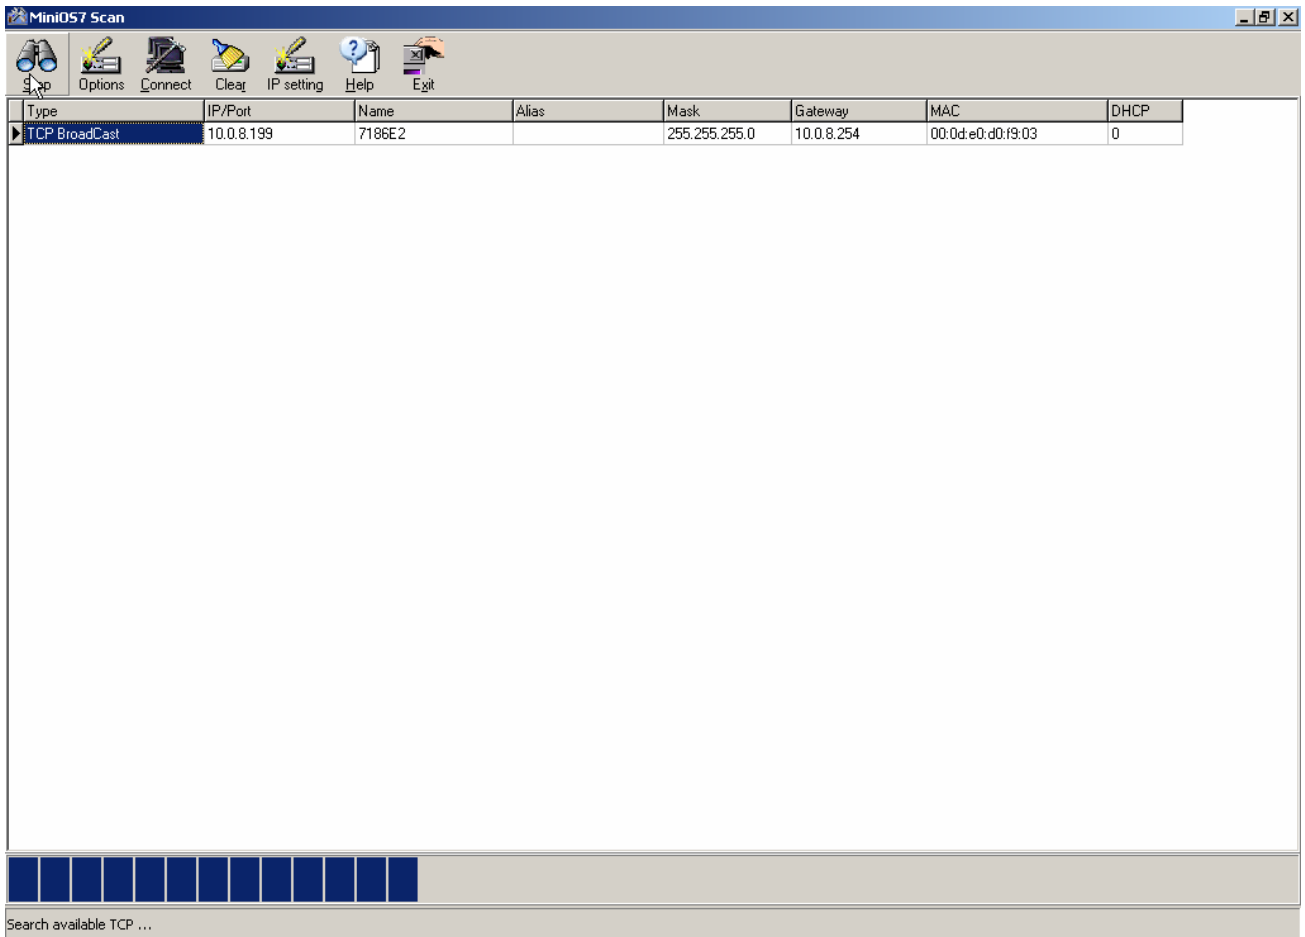 MiniOS7 Scan
Options Connect Clear IP setting Help Exit
Type IP/Port Name Alias Mask Gateway MAC DHCP
TCP BroadCast 10.0.8.199 7186E2 255.255.255.0 10.0.8.254 00:0d:e0:d0:f9:03 0
Search available TCP ...